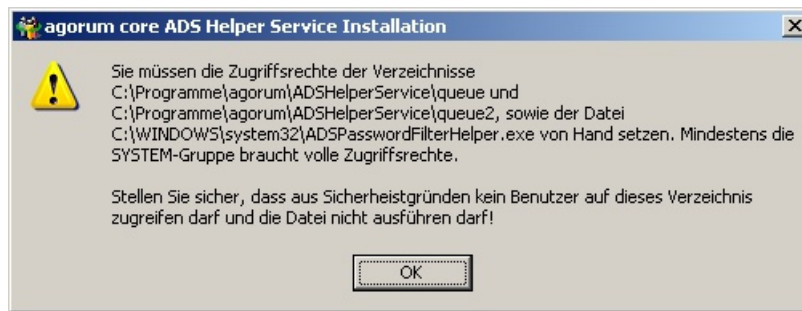 agorum core ADS Helper Service Installation
Sie müssen die Zugriffsrechte der Verzeichnisse
C:\Programme\agorum\ADSHelperService\queue und
C:\Programme\agorum\ADSHelperService\queue2, sowie der Datei
C:\WINDOWS\system32\ADSPasswordFilterHelper.exe von Hand setzen. Mindestens die
SYSTEM-Gruppe braucht volle Zugriffsrechte.
Stellen Sie sicher, dass aus Sicherheistgründen kein Benutzer auf dieses Verzeichnis
zugreifen darf und die Datei nicht ausführen darf!
OK